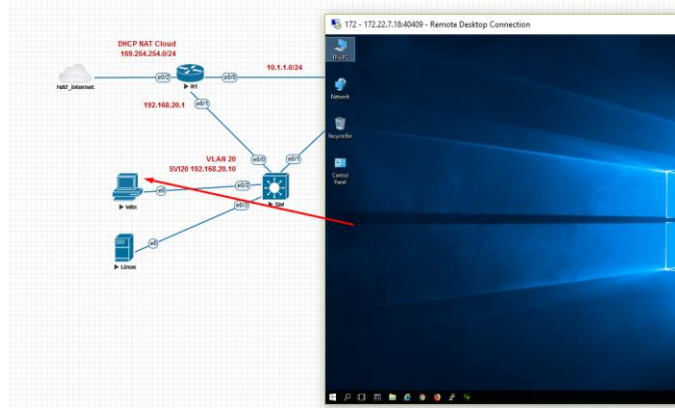 172 - 172.22.7.18:40409 - Remote Desktop Connection
DHCP NAT Cloud
169.254.254.0/24
10.1.1.0/24
NAT_internet
e0/2
R1
e0/0
192.168.20.1
e0/1
VLAN 20
SVI20 192.168.20.10
e0/0
e0/1
Win
e0
e0/2
SW
e0/3
Linux
e0
This PC
Network
Recycle Bin
Control
Panel